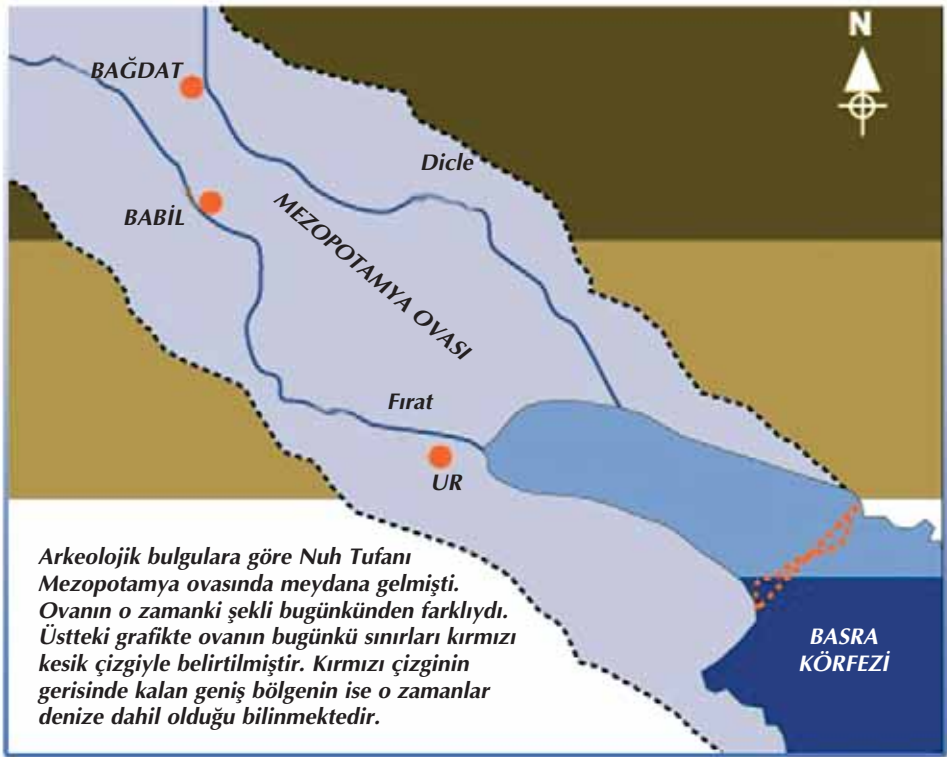 N
BAĞDAT
Dicle
BABİL
MEZOPOTAMYA OVASI
Fırat
UR
Arkeolojik bulgulara göre Nuh Tufanı
Mezopotamya ovasında meydana gelmişti.
Ovanın o zamanki şekli bugünkünden farklıydı.
Üstteki grafikte ovanın bugünkü sınırları kırmızı
kesik çizgiyle belirtilmiştir. Kırmızı çizginin
gerisinde kalan geniş bölgenin ise o zamanlar
denize dahil olduğu bilinmektedir.
BASRA
KÖRFEZİ